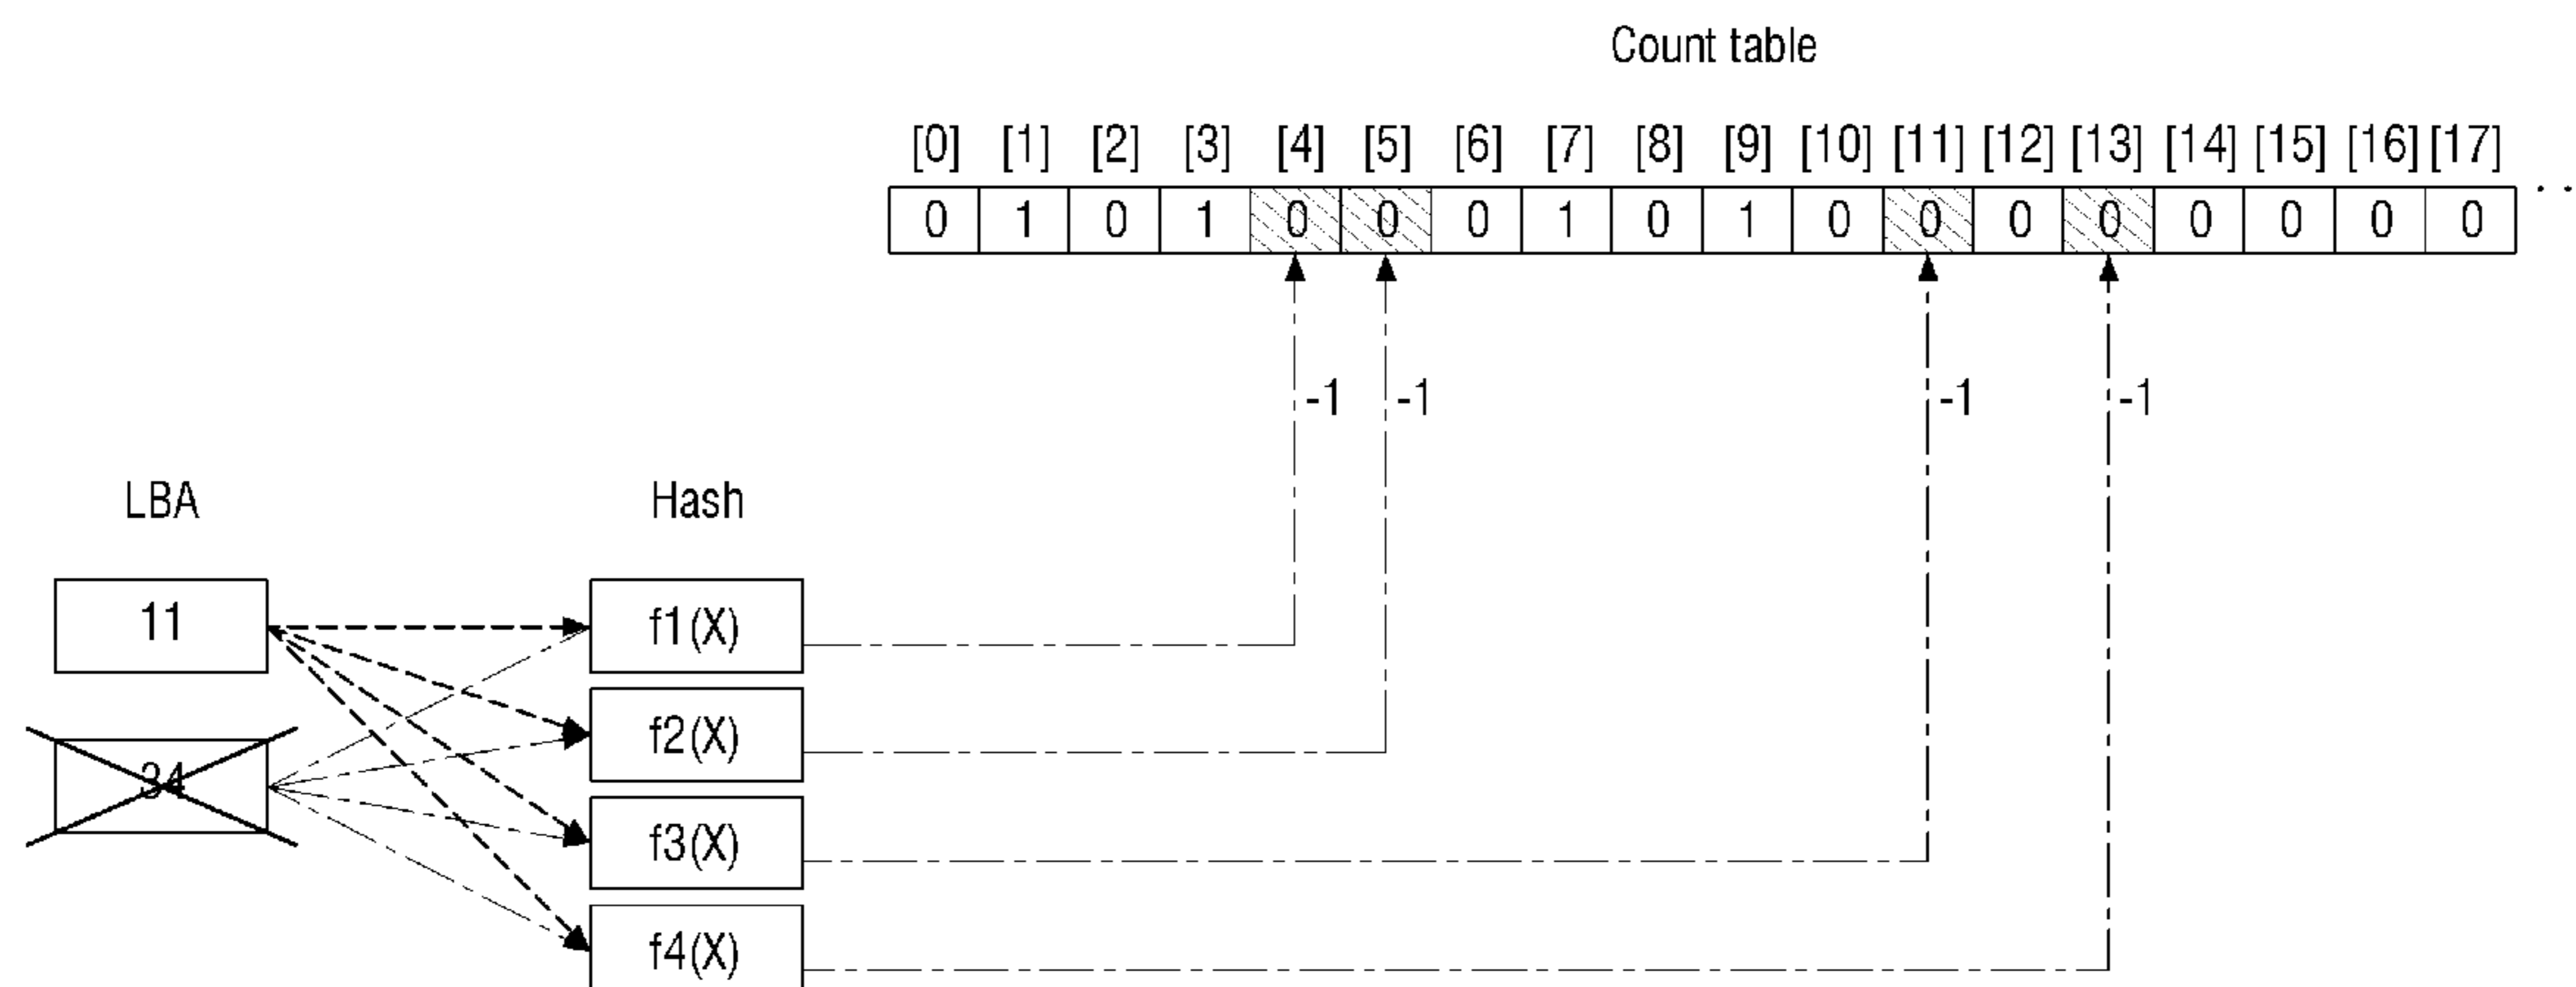 Count table
[0] [1] [2] [3] [4] [5] [6] [7] [8] [9] [10] [11] [12] [13] [14] [15] [16] [17]
0 1 0 1 0 0 0 1 0 1 0 0 0 0 0 0 0 0
-1 -1 -1 -1
LBA Hash
11 f1(X)
f2(X)
34
f3(X)
f4(X)